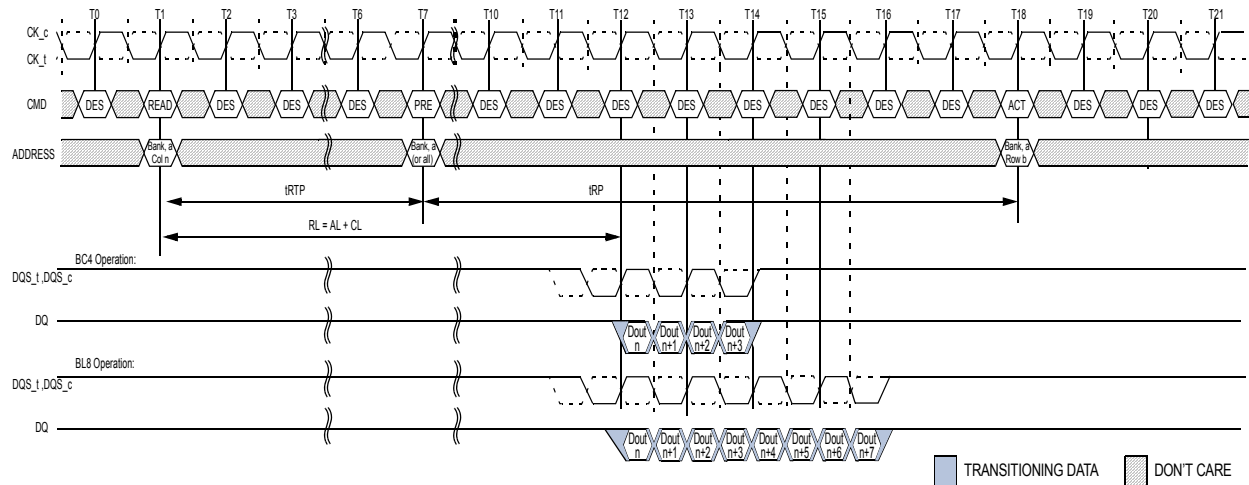 T0 T1 T2 T3 T6 T7 T10 T11 T12 T13 T14 T15 T16 T17 T18 T19 T20 T21
CK_c
CK_t
CMD DES READ DES DES DES PRE DES DES DES DES DES DES DES DES ACT DES DES DES
ADDRESS
Bank, a
Col n
Bank, a
(or all)
Bank, a
Row b
tRTP
tRP
RL = AL + CL
BC4 Operation:
DQS_t ,DQS_c
DQ
Dout
n
Dout
n+1
Dout
n+2
Dout
n+3
BL8 Operation:
DQS_t ,DQS_c
DQ
Dout
n
Dout
n+1
Dout
n+2
Dout
n+3
Dout
n+4
Dout
n+5
Dout
n+6
Dout
n+7
TRANSITIONING DATA
DON'T CARE